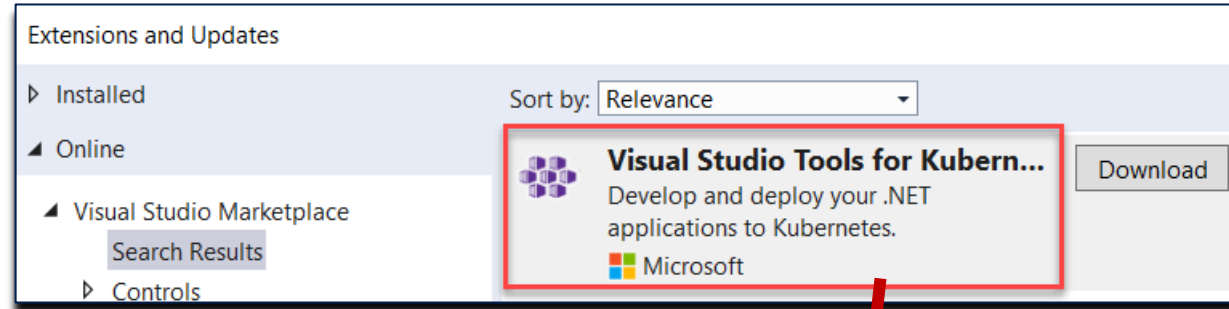 Extensions and Updates
Installed
Online
Visual Studio Marketplace
Search Results
Controls
Sort by: Relevance
Visual Studio Tools for Kubern...
Develop and deploy your .NET
applications to Kubernetes.
Microsoft
Download